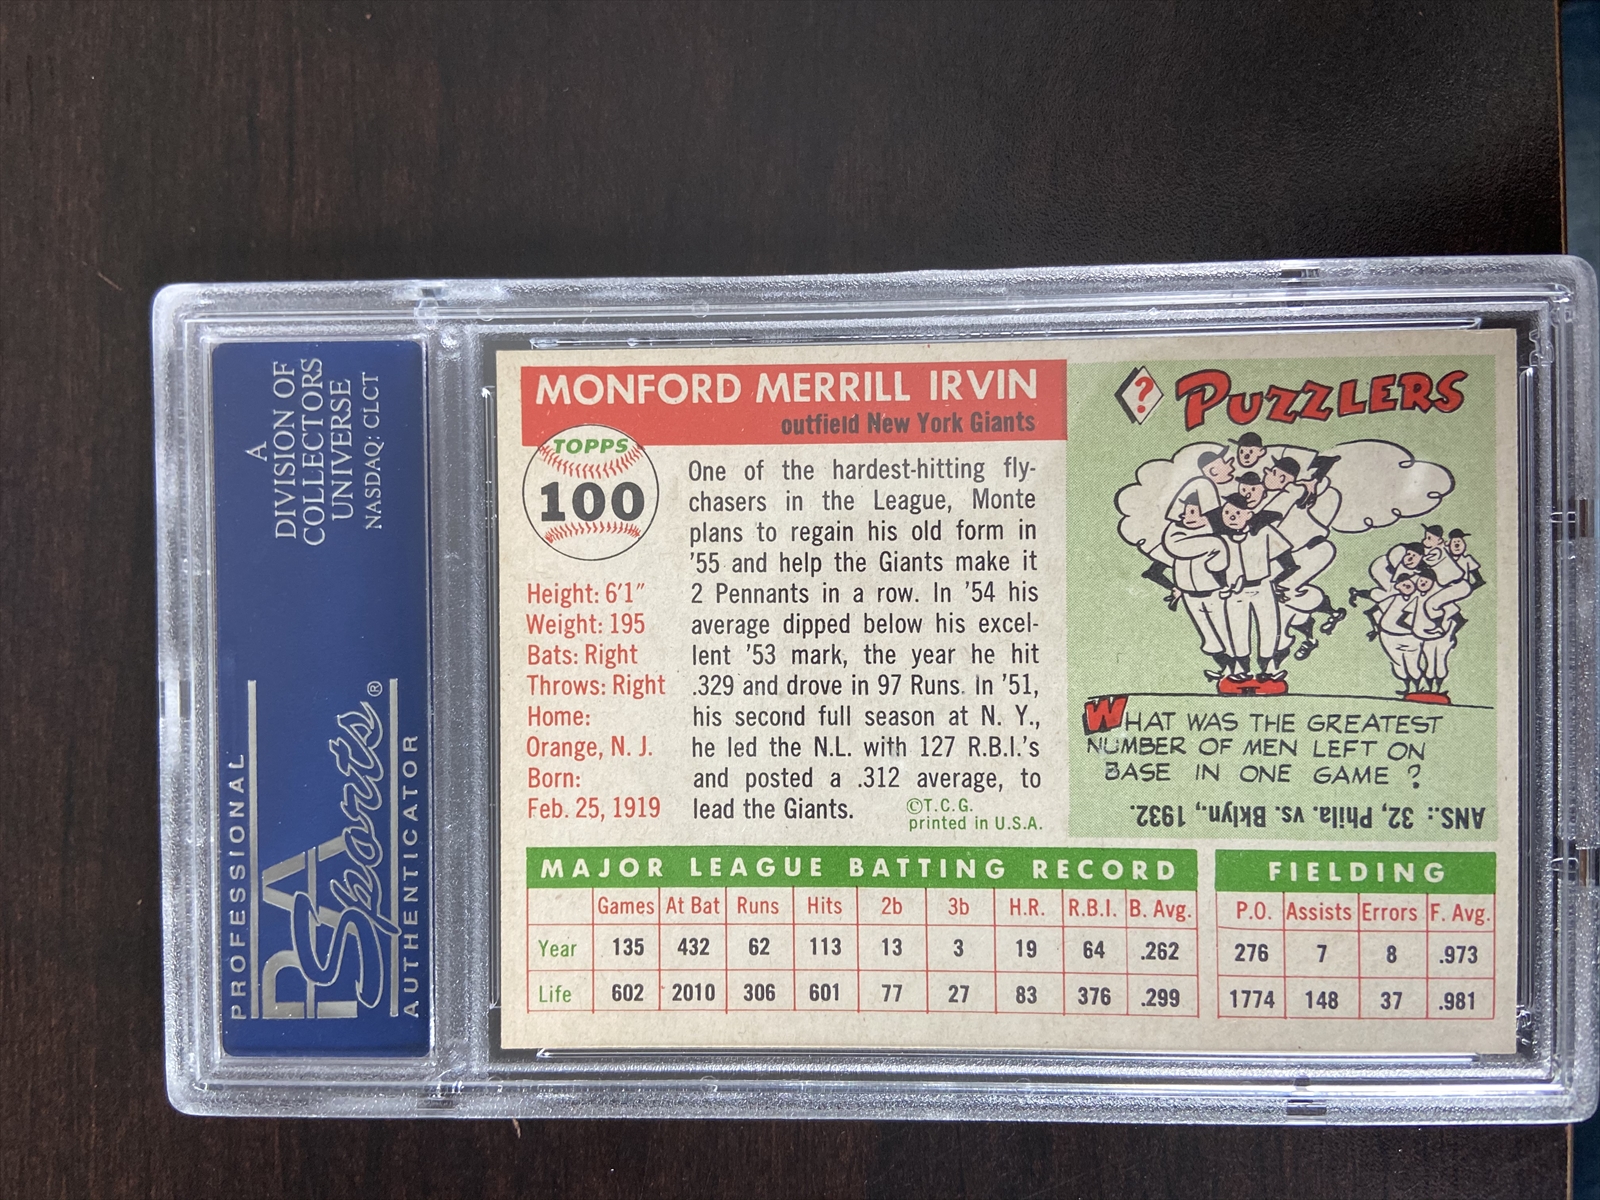 A
DIVISION OF
COLLECTORS
UNIVERSE
NASDAQ: CLCT
PROFESSIONAL
PSA
Sports®
AUTHENTICATOR
MONFORD MERRILL IRVIN
outfield New York Giants
TOPPS
100
Height: 6'1"
Weight: 195
Bats: Right
Throws: Right
Home:
Orange, N. J.
Born:
Feb. 25, 1919
One of the hardest-hitting fly-
chasers in the League, Monte
plans to regain his old form in
'55 and help the Giants make it
2 Pennants in a row. In '54 his
average dipped below his excel-
lent '53 mark, the year he hit
.329 and drove in 97 Runs. In '51,
his second full season at N. Y.,
he led the N.L. with 127 R.B.I.'s
and posted a .312 average, to
lead the Giants.
©T.C.G.
printed in U.S.A.
? PUZZLERS
WHAT WAS THE GREATEST
NUMBER OF MEN LEFT ON
BASE IN ONE GAME ?
ANS.: 32, Phila. vs. Bklyn., 1932.
MAJOR LEAGUE BATTING RECORD
Games At Bat Runs Hits 2b 3b H.R. R.B.I. B. Avg.
Year 135 432 62 113 13 3 19 64 .262
Life 602 2010 306 601 77 27 83 376 .299
FIELDING
P.O. Assists Errors F. Avg.
276 7 8 .973
1774 148 37 .981